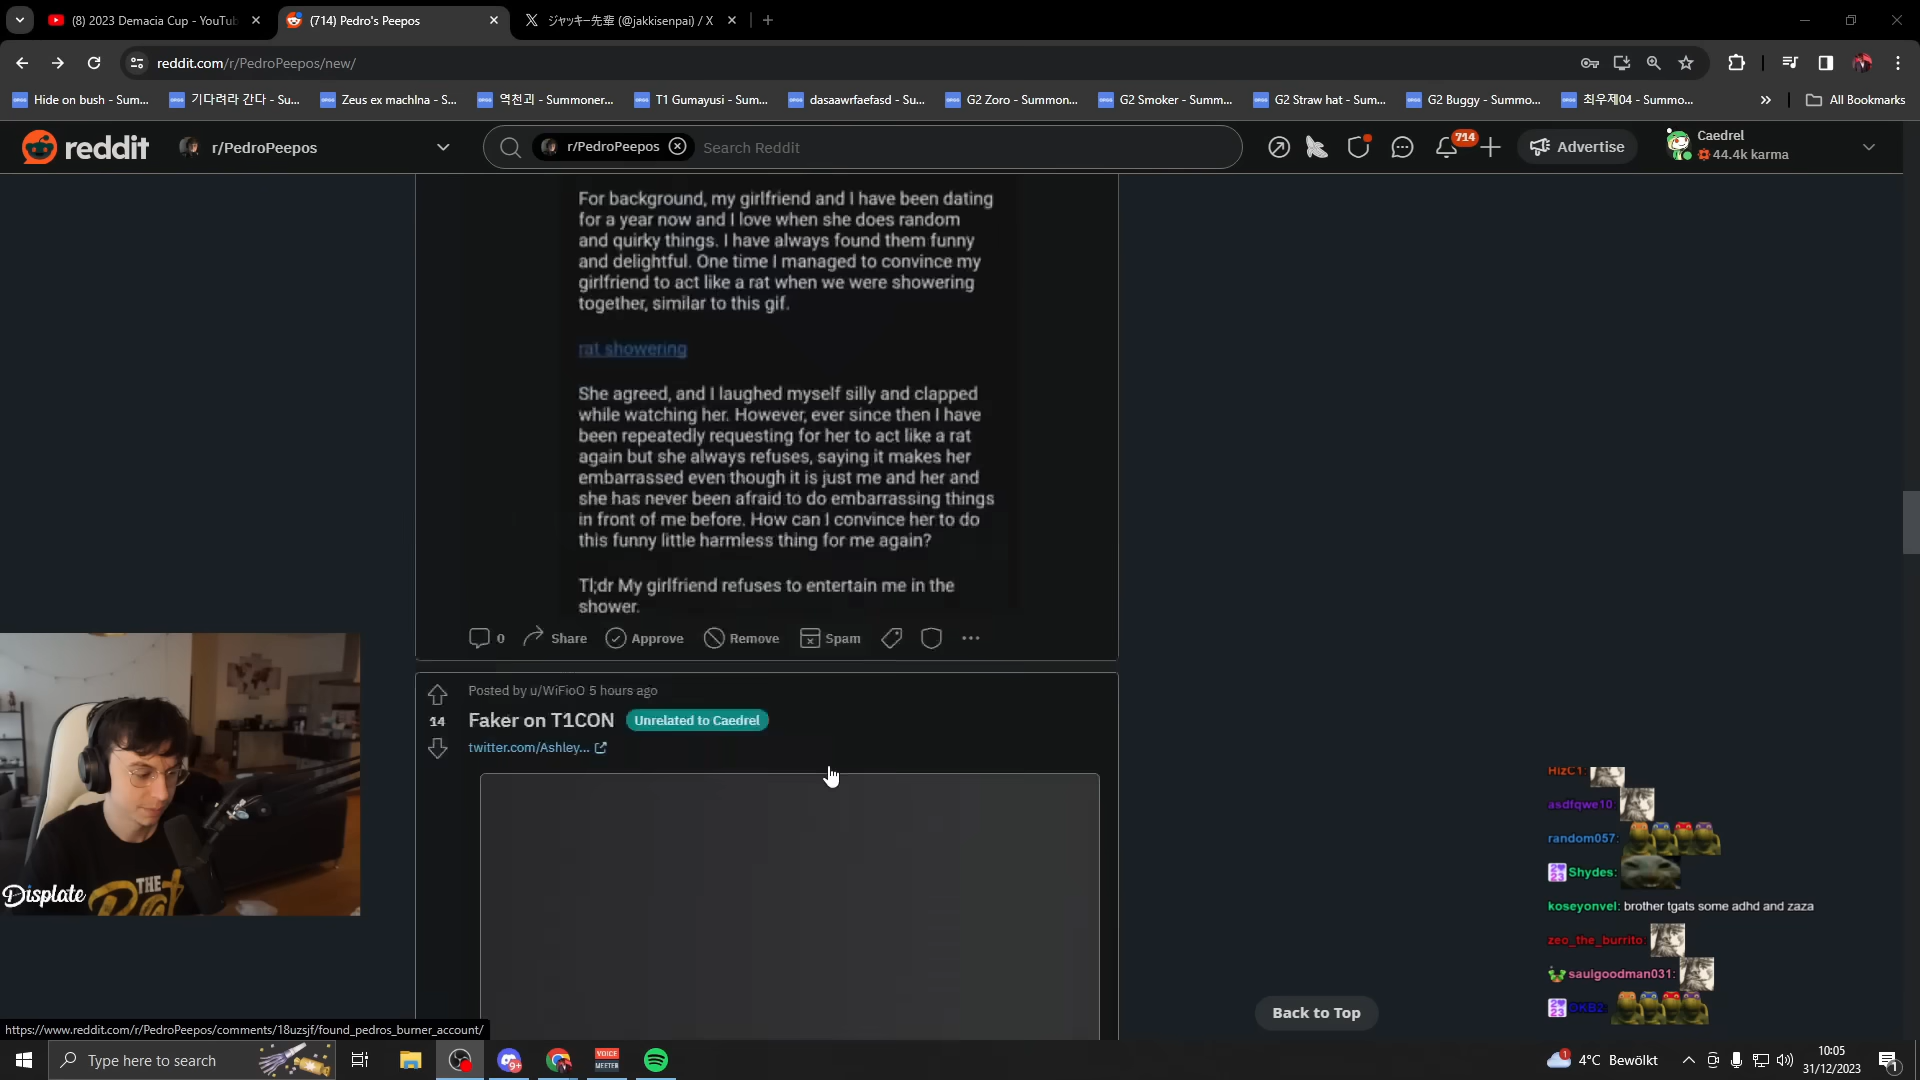 (8) 2023 Demacia Cup - YouTub
(714) Pedro's Peepos
ジャッキー先輩 (@jakkisenpai) / X
reddit.com/r/PedroPeepos/new/
Hide on bush - Sum...
기다려라 간다 - Su...
Zeus ex machlna - S...
역천괴 - Summoner...
T1 Gumayusi - Sum...
dasaawrfaefasd - Su...
G2 Zoro - Summon...
G2 Smoker - Summ...
G2 Straw hat - Sum...
G2 Buggy - Summo...
최우제04 - Summo...
All Bookmarks
reddit
r/PedroPeepos
r/PedroPeepos
Search Reddit
714
Advertise
Caedrel
44.4k karma
For background, my girlfriend and I have been dating
for a year now and I love when she does random
and quirky things. I have always found them funny
and delightful. One time I managed to convince my
girlfriend to act like a rat when we were showering
together, similar to this gif.
rat showering
She agreed, and I laughed myself silly and clapped
while watching her. However, ever since then I have
been repeatedly requesting for her to act like a rat
again but she always refuses, saying it makes her
embarrassed even though it is just me and her and
she has never been afraid to do embarrassing things
in front of me before. How can I convince her to do
this funny little harmless thing for me again?
Tl;dr My girlfriend refuses to entertain me in the
shower.
0
Share
Approve
Remove
Spam
Posted by u/WiFioO 5 hours ago
14
Faker on T1CON
Unrelated to Caedrel
twitter.com/Ashley...
Displate
THE
Rat
HizC1:
asdfqwe10:
random057:
Shydes:
koseyonvel: brother tgats some adhd and zaza
zeo_the_burrito:
saulgoodman031:
OKB2:
Back to Top
https://www.reddit.com/r/PedroPeepos/comments/18uzsjf/found_pedros_burner_account/
Type here to search
9+
VOICE
MEETER
1
4°C Bewölkt
10:05
31/12/2023
1